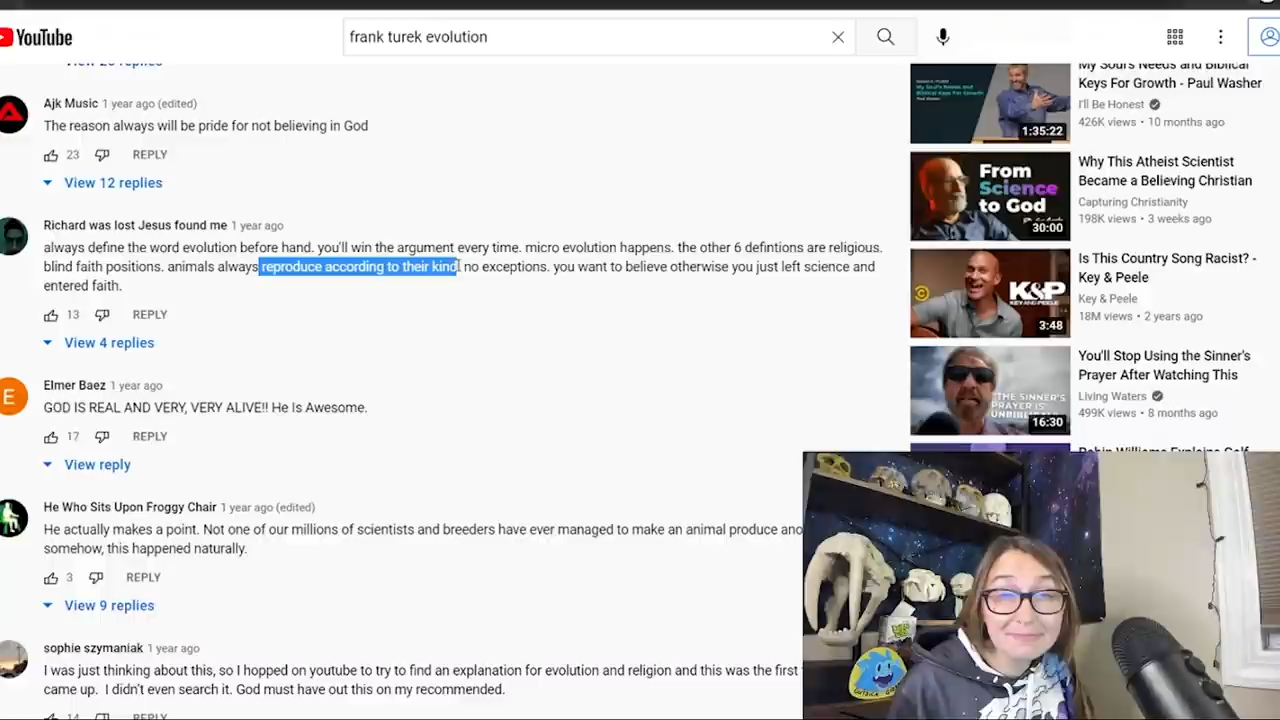 YouTube
frank turek evolution
Ajk Music 1 year ago (edited)
The reason always will be pride for not believing in God
23 REPLY
View 12 replies
Richard was lost Jesus found me 1 year ago
always define the word evolution before hand. you'll win the argument every time. micro evolution happens. the other 6 defintions are religious.
blind faith positions. animals always reproduce according to their kind no exceptions. you want to believe otherwise you just left science and
entered faith.
13 REPLY
View 4 replies
Elmer Baez 1 year ago
GOD IS REAL AND VERY, VERY ALIVE!! He Is Awesome.
17 REPLY
View reply
He Who Sits Upon Froggy Chair 1 year ago (edited)
He actually makes a point. Not one of our millions of scientists and breeders have ever managed to make an animal produce ano
somehow, this happened naturally.
3 REPLY
View 9 replies
sophie szymaniak 1 year ago
I was just thinking about this, so I hopped on youtube to try to find an explanation for evolution and religion and this was the first
came up. I didn't even search it. God must have out this on my recommended.
14 REPLY
My Soul's Needs and Biblical
Keys For Growth - Paul Washer
I'll Be Honest
426K views • 10 months ago
1:35:22
Why This Atheist Scientist
Became a Believing Christian
Capturing Christianity
198K views • 3 weeks ago
From
Science
to God
30:00
Is This Country Song Racist? -
Key & Peele
Key & Peele
18M views • 2 years ago
K&P
KEY AND PEELE
3:48
You'll Stop Using the Sinner's
Prayer After Watching This
Living Waters
499K views • 8 months ago
"THE SINNER'S
PRAYER IS
16:30
E